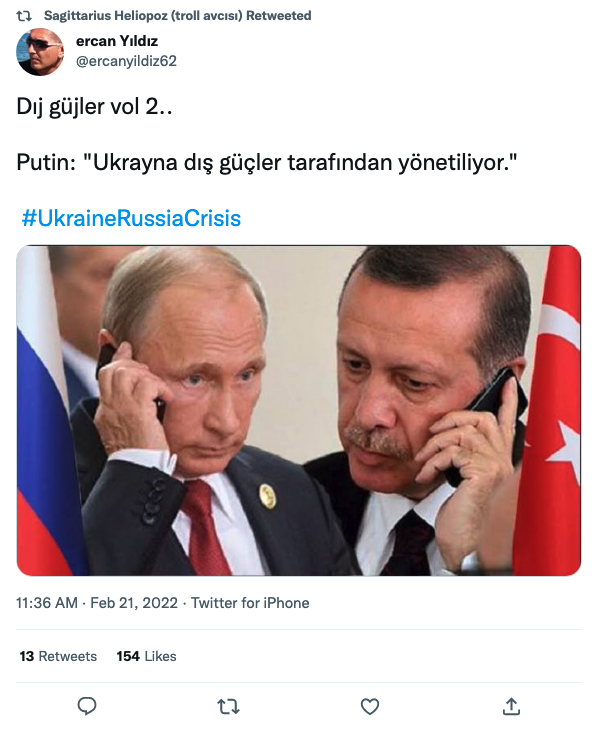 Sagittarius Heliopoz (troll avcısı) Retweeted
ercan Yıldız
@ercanyildiz62
Dıj güjler vol 2..
Putin: "Ukrayna dış güçler tarafından yönetiliyor."
#UkraineRussiaCrisis
11:36 AM · Feb 21, 2022 · Twitter for iPhone
13 Retweets 154 Likes